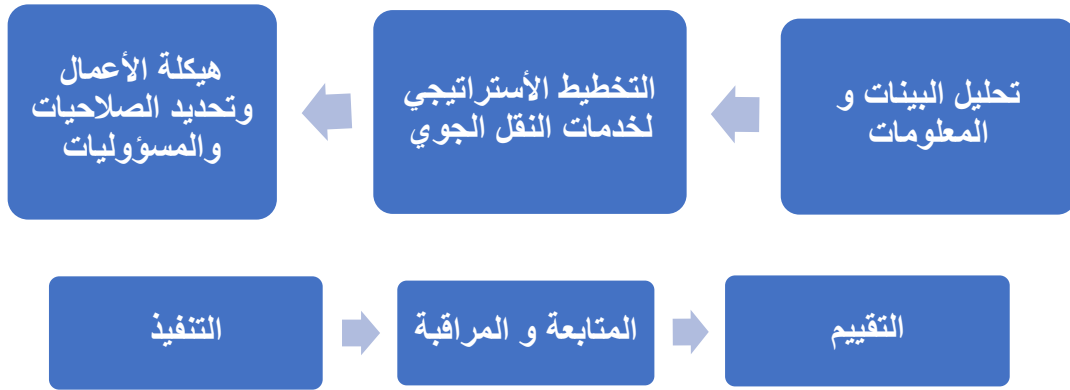 تحليل البينات و
المعلومات
التخطيط الأستراتيجي
لخدمات النقل الجوي
هيكلة الأعمال
وتحديد الصلاحيات
والمسؤوليات
التنفيذ
المتابعة و المراقبة
التقييم